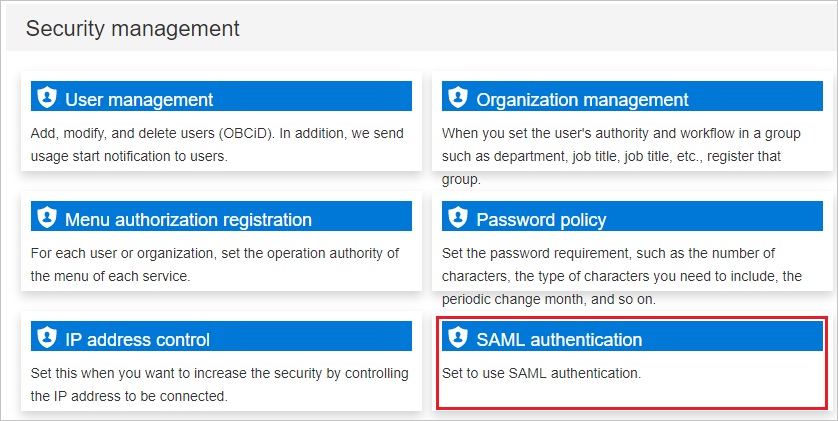 Security management
User management
Add, modify, and delete users (OBCiD). In addition, we send
usage start notification to users.
Organization management
When you set the user's authority and workflow in a group
such as department, job title, job title, etc., register that
group.
Menu authorization registration
For each user or organization, set the operation authority of
the menu of each service.
Password policy
Set the password requirement, such as the number of
characters, the type of characters you need to include, the
periodic change month, and so on.
IP address control
Set this when you want to increase the security by controlling
the IP address to be connected.
SAML authentication
Set to use SAML authentication.